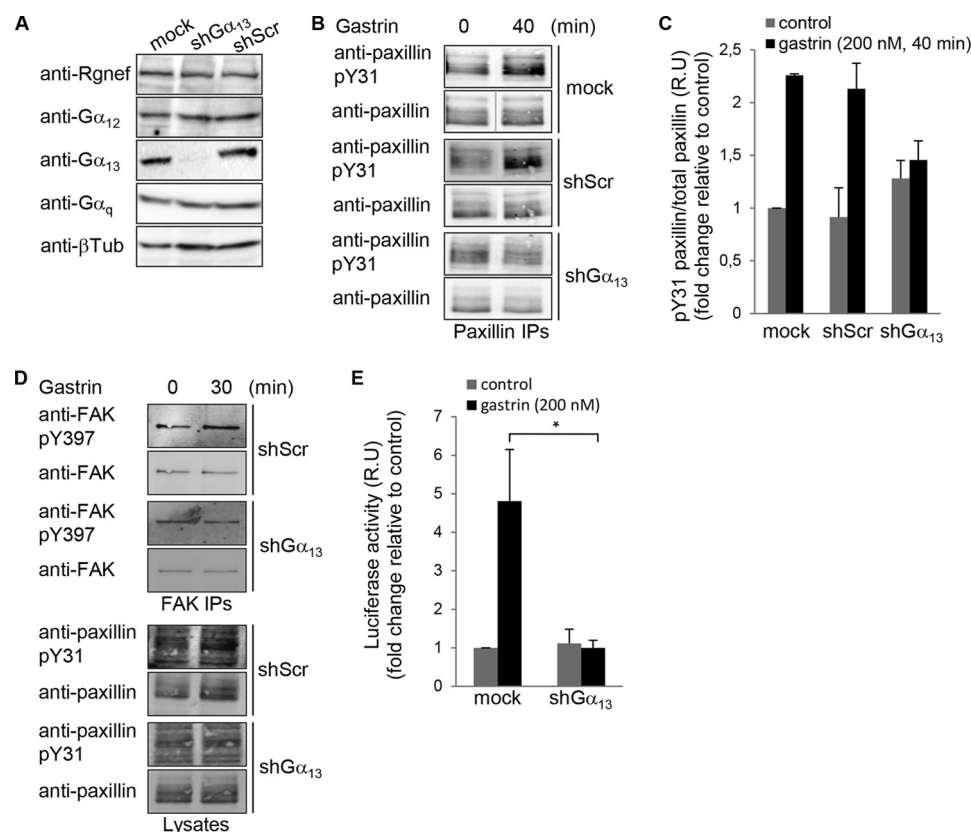 A
mock shGα13 shScr
anti-Rgnef
anti-Gα12
anti-Gα13
anti-Gαq
anti-βTub
B
Gastrin 0 40 (min)
anti-paxillin
pY31
anti-paxillin
mock
anti-paxillin
pY31
anti-paxillin
shScr
anti-paxillin
pY31
anti-paxillin
shGα13
Paxillin IPs
C
control
gastrin (200 nM, 40 min)
pY31 paxillin/total paxillin (R.U)
(fold change relative to control)
2,5
2
1,5
1
0,5
0
mock shScr shGα13
D
Gastrin 0 30 (min)
anti-FAK
pY397
anti-FAK
shScr
anti-FAK
pY397
anti-FAK
shGα13
FAK IPs
anti-paxillin
pY31
anti-paxillin
shScr
anti-paxillin
pY31
anti-paxillin
shGα13
Lysates
E
control
gastrin (200 nM)
Luciferase activity (R.U)
(fold change relative to control)
7
6
5
4
3
2
1
0
*
mock shGα13